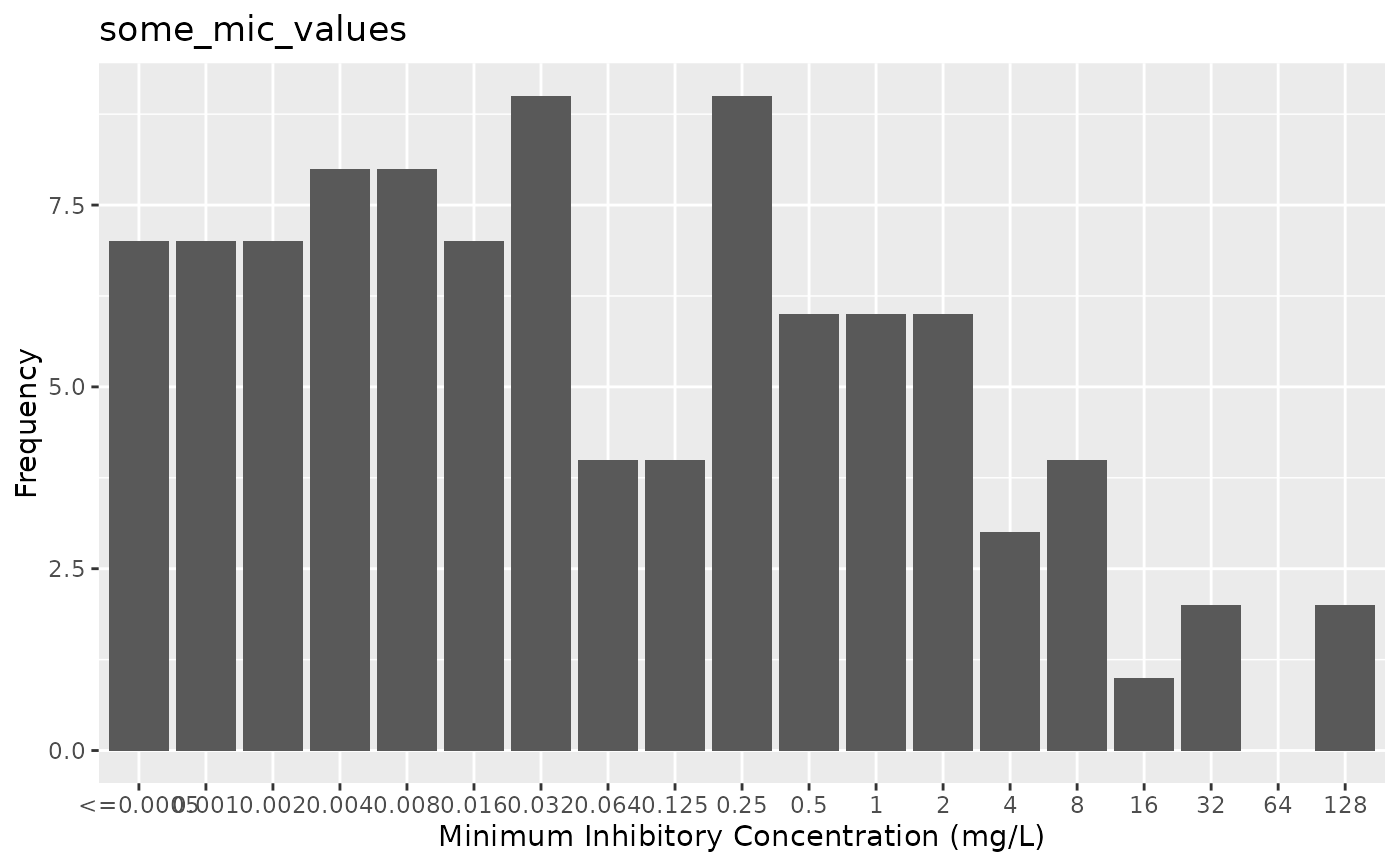 some_mic_values
Frequency
7.5
5.0
2.5
0.0
<=0.0005 0.001 0.002 0.004 0.008 0.016 0.032 0.064 0.125 0.25 0.5 1 2 4 8 16 32 64 128
Minimum Inhibitory Concentration (mg/L)